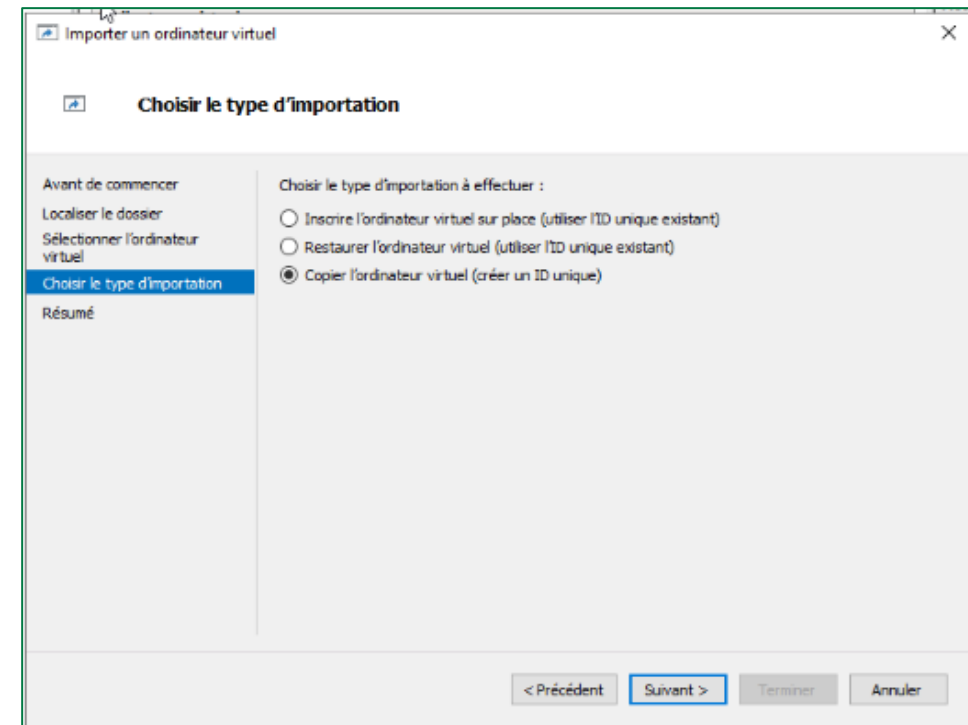 Importer un ordinateur virtuel
Choisir le type d'importation
Avant de commencer
Localiser le dossier
Sélectionner l'ordinateur
virtuel
Choisir le type d'importation
Résumé
Choisir le type d'importation à effectuer :
Inscrire l'ordinateur virtuel sur place (utiliser l'ID unique existant)
Restaurer l'ordinateur virtuel (utiliser l'ID unique existant)
Copier l'ordinateur virtuel (créer un ID unique)
< Précédent
Suivant >
Terminer
Annuler